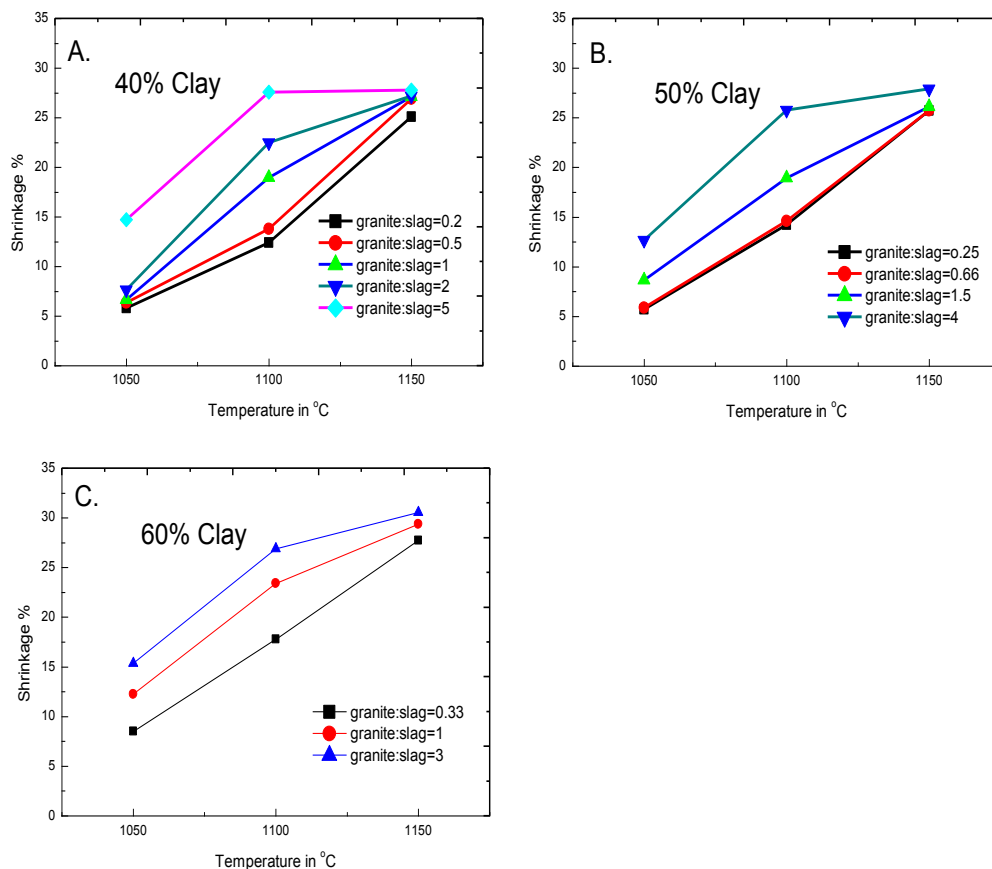 A.
40% Clay
Shrinkage %
35
30
25
20
15
10
5
0
granite:slag=0.2
granite:slag=0.5
granite:slag=1
granite:slag=2
granite:slag=5
1050
1100
1150
Temperature in °C
B.
50% Clay
Shrinkage %
35
30
25
20
15
10
5
0
granite:slag=o.25
granite:slag=0.66
granite:slag=1.5
granite:slag=4
1050
1100
1150
Temperature in °C
C.
60% Clay
Shrinkage %
35
30
25
20
15
10
5
0
granite:slag=0.33
granite:slag=1
granite:slag=3
1050
1100
1150
Temperature in °C